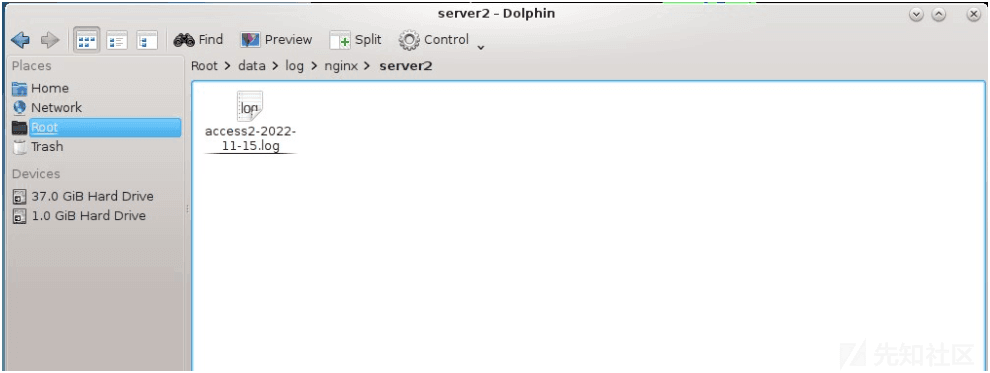 server2 – Dolphin
Find Preview Split Control
Places
Root > data > log > nginx > server2
Home
Network
Root
Trash
Devices
37.0 GiB Hard Drive
1.0 GiB Hard Drive
log
access2-2022-
11-15.log
先知社区